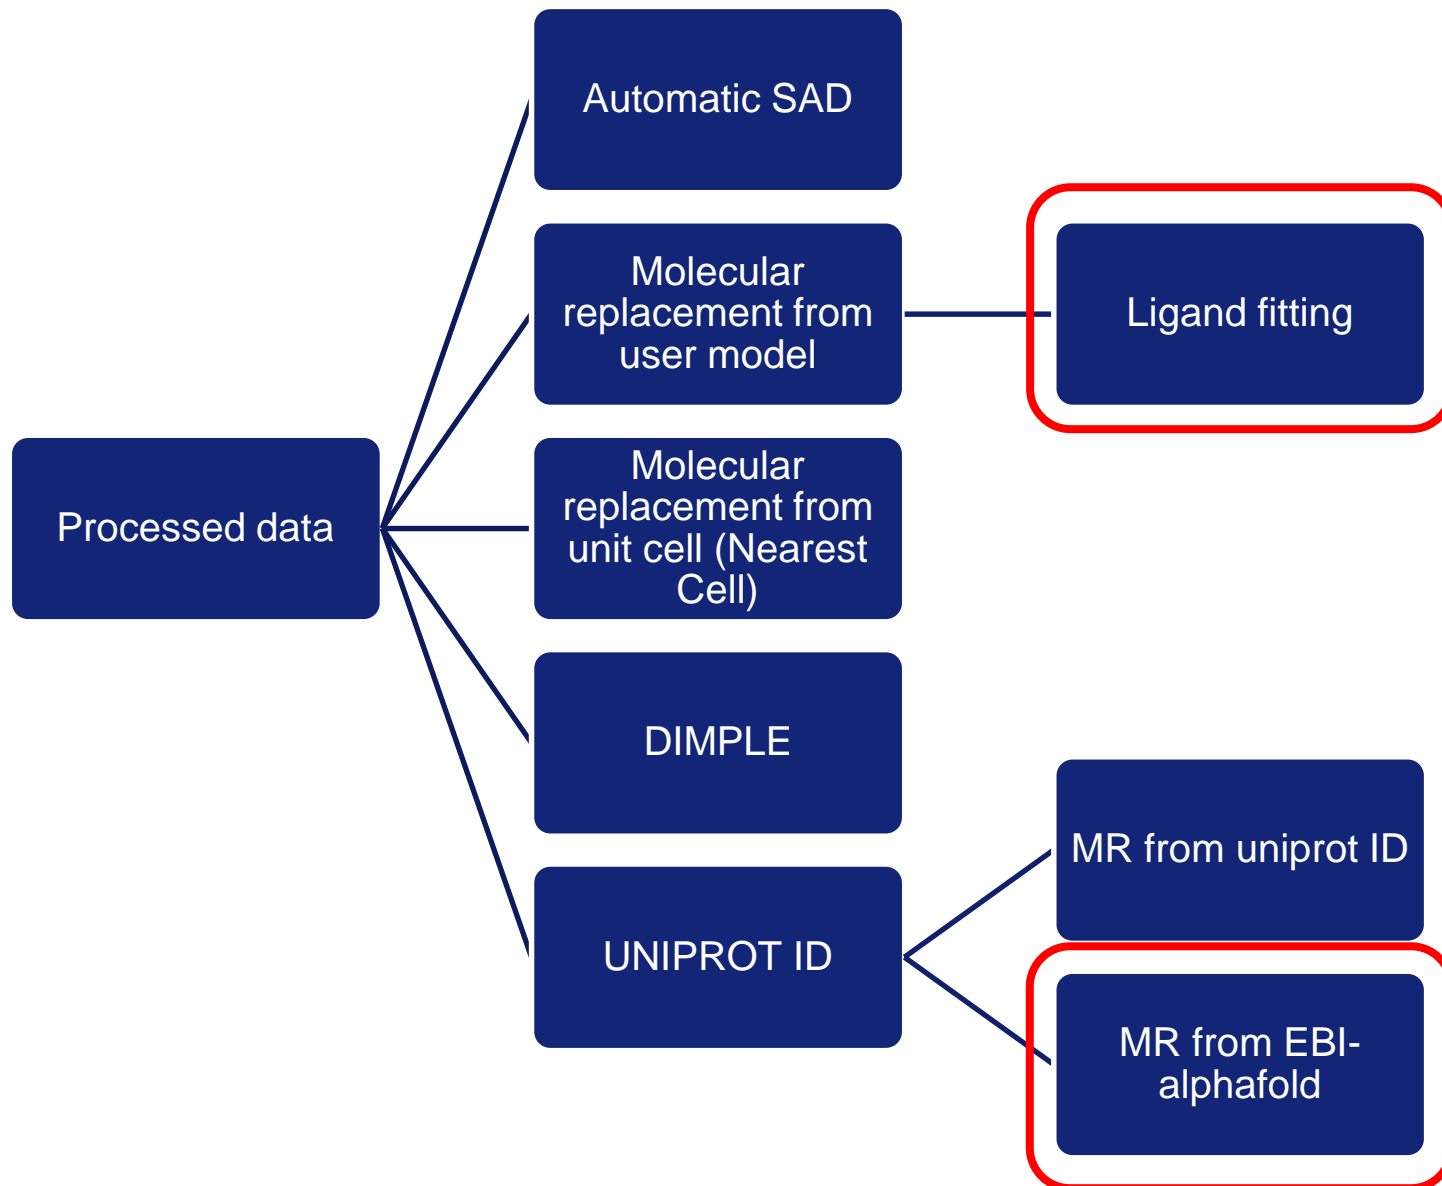 Automatic SAD
Molecular
replacement from
user model
Ligand fitting
Processed data
Molecular
replacement from
unit cell (Nearest
Cell)
DIMPLE
MR from uniprot ID
UNIPROT ID
MR from EBI-
alphafold